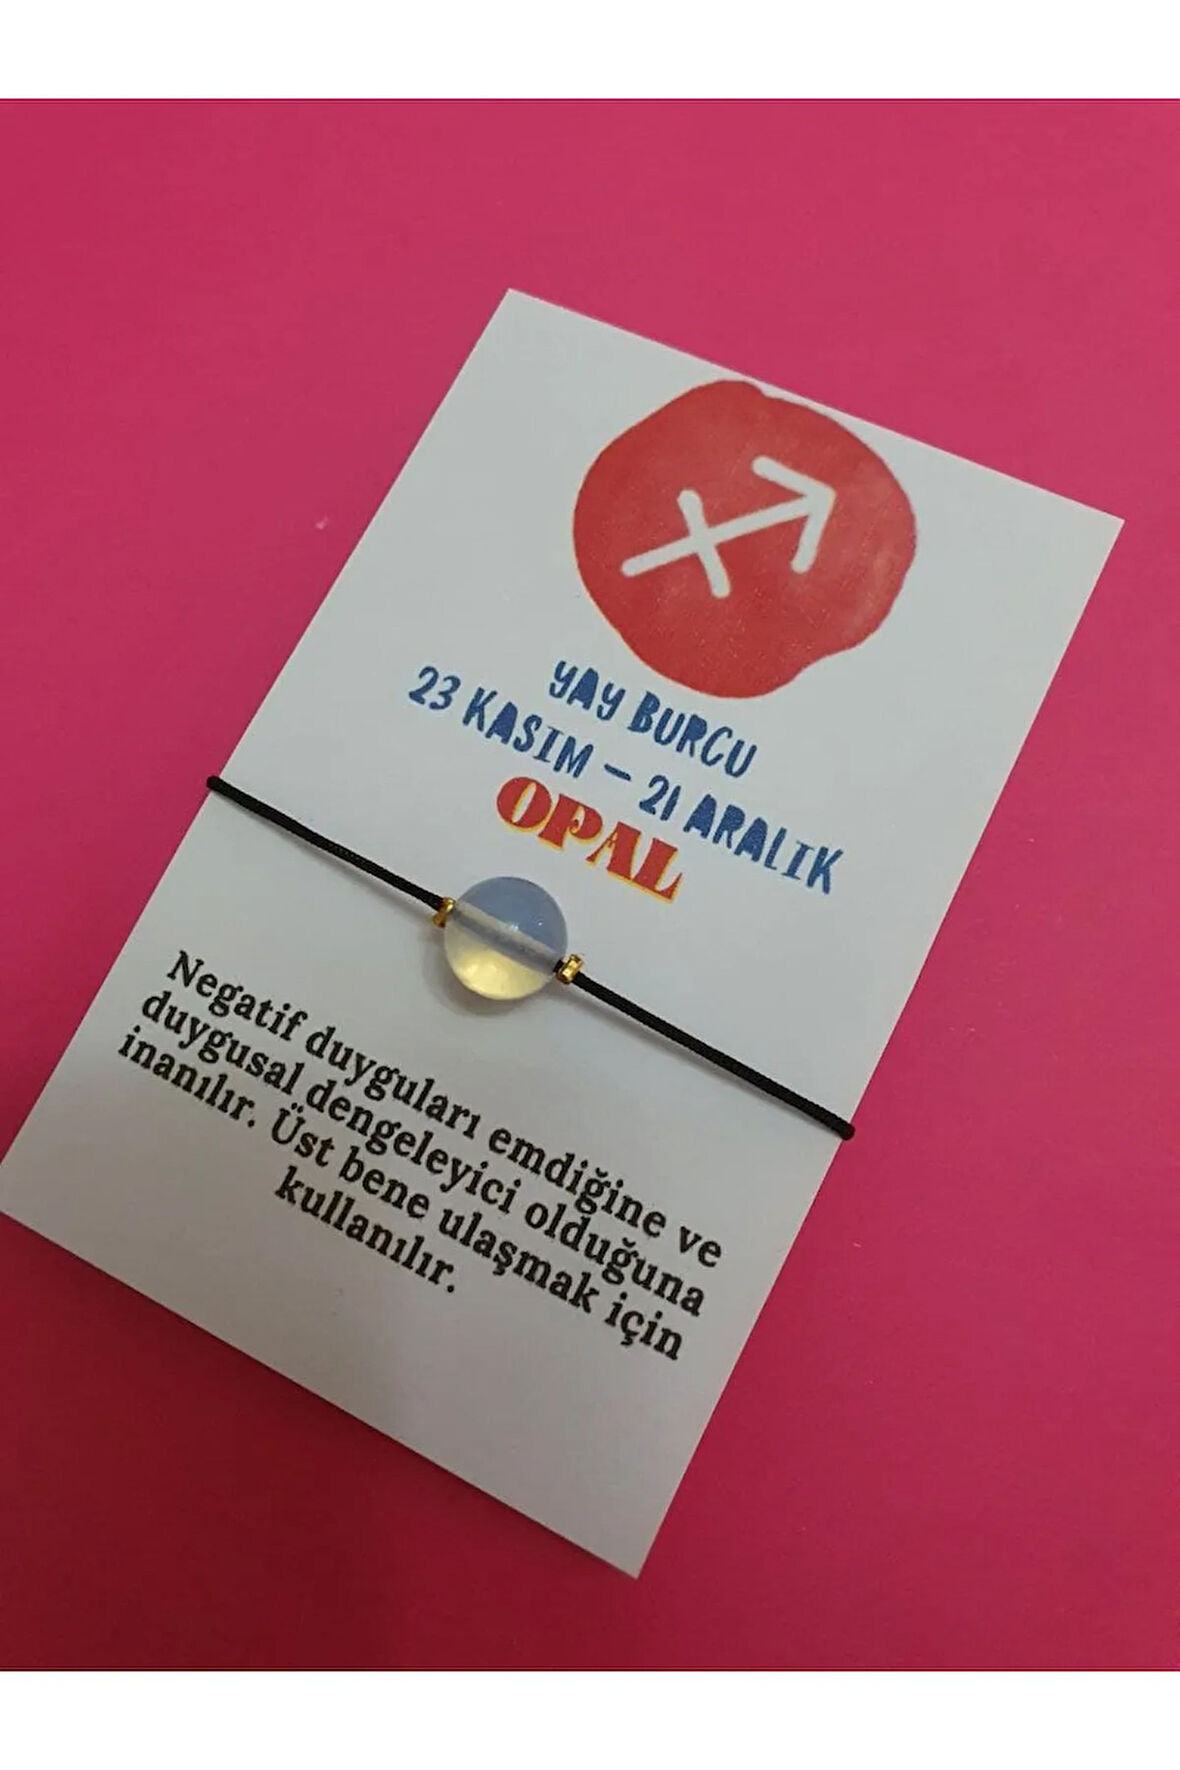 YAY BURCU
23 KASIM – 21 ARALIK
OPAL
Negatif duyguları emdiğine ve
duygusal dengeleyici olduğuna
inanılır. Üst bene ulaşmak için
kullanılır.